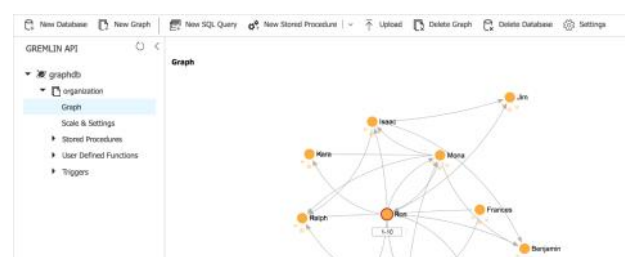 New Database New Graph New SQL Query New Stored Procedure Upload Delete Graph Delete Database Settings
GREMLIN API
graphdb
organization
Graph
Scale & Settings
Stored Procedures
User Defined Functions
Triggers
Graph
Jim
Isaac
Kara
Mona
Ralph
Ron
Frances
1-10
Benjamin